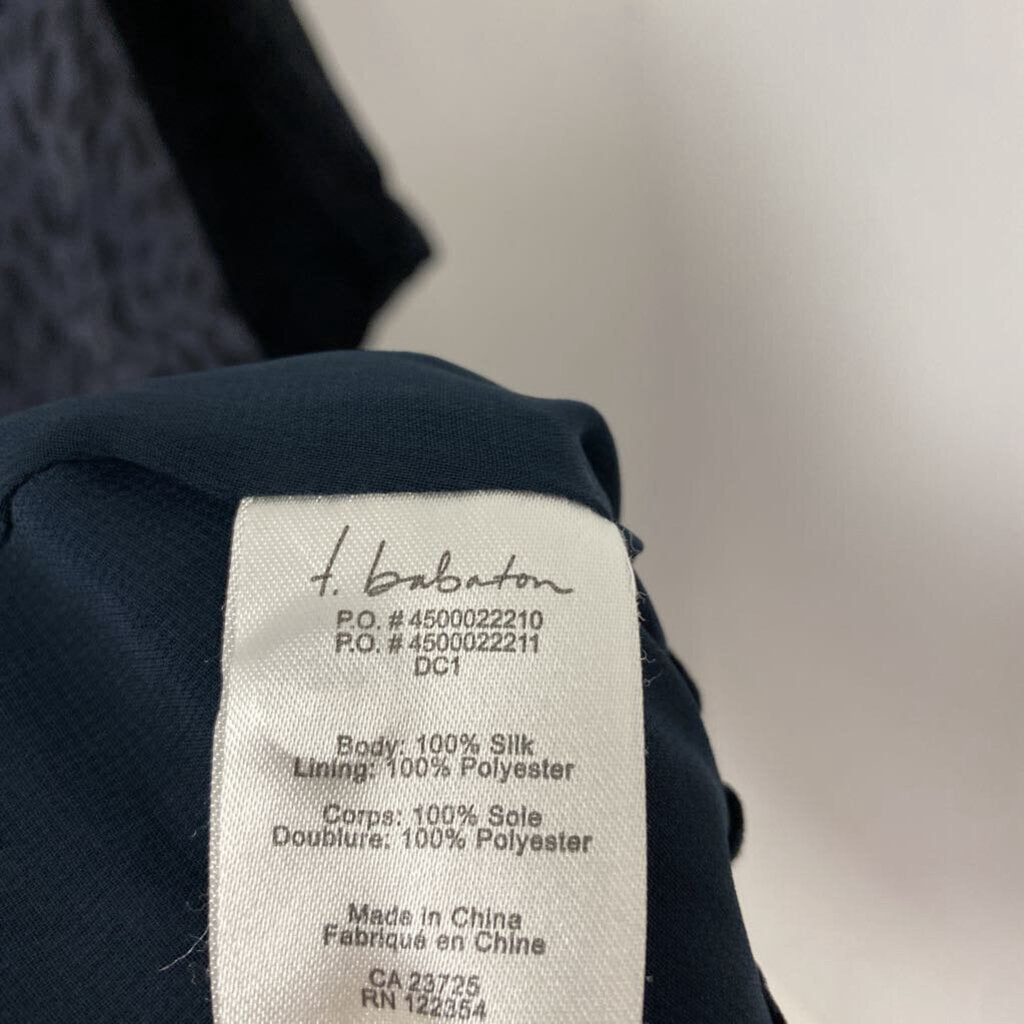 t. babaton
P.O. # 4500022210
P.O. # 4500022211
DC1
Body: 100% Silk
Lining: 100% Polyester
Corps: 100% Soie
Doublure: 100% Polyester
Made in China
Fabriqué en Chine
CA 23725
RN 122354